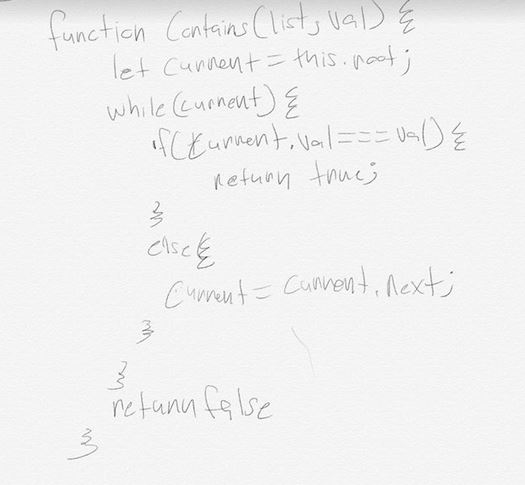 function Contains(list, val) {
let current = this.root;
while(current) {
if(current.val === val) {
return true;
}
else{
Current = current.next;
}
}
return false
}